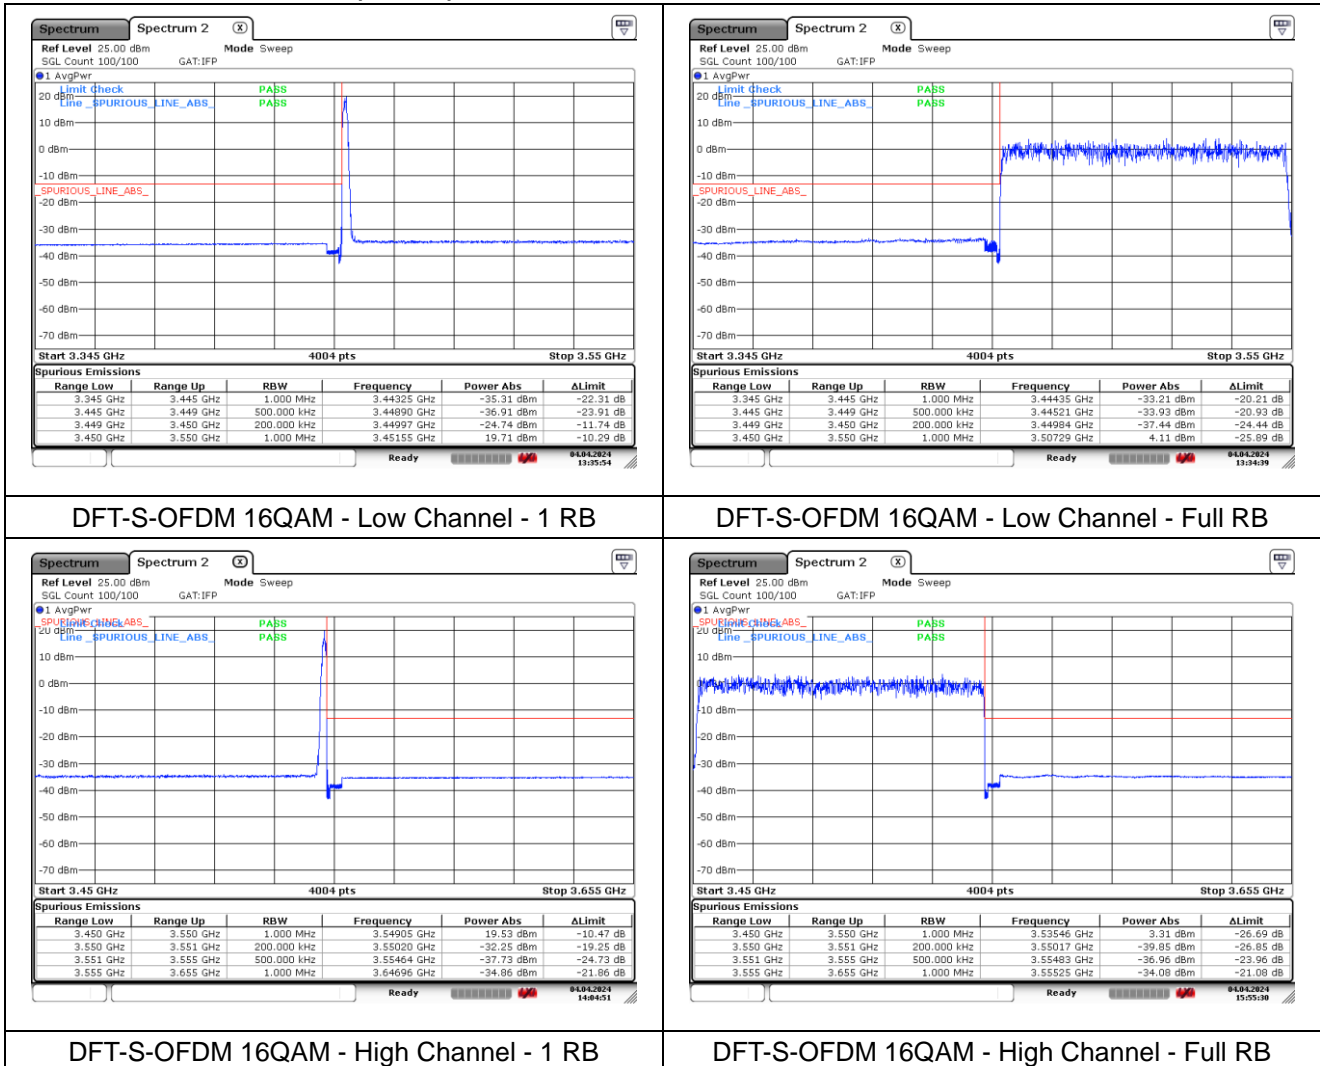 Spectrum Spectrum 2 X
Ref Level 25.00 dBm Mode Sweep
SGL Count 100/100 GAT:IFP
1 AvgPwr
Limit Check PASS
20 dBm
Line _SPURIOUS_LINE_ABS_ PASS
10 dBm
0 dBm
-10 dBm
_SPURIOUS_LINE_ABS_
-20 dBm
-30 dBm
-40 dBm
-50 dBm
-60 dBm
-70 dBm
Start 3.345 GHz 4004 pts Stop 3.55 GHz
Spurious Emissions
Range Low Range Up RBW Frequency Power Abs ΔLimit
3.345 GHz 3.445 GHz 1.000 MHz 3.44325 GHz -35.31 dBm -22.31 dB
3.445 GHz 3.449 GHz 500.000 kHz 3.44890 GHz -36.91 dBm -23.91 dB
3.449 GHz 3.450 GHz 200.000 kHz 3.44997 GHz -24.74 dBm -11.74 dB
3.450 GHz 3.550 GHz 1.000 MHz 3.45155 GHz 19.71 dBm -10.29 dB
Ready 04.04.2024
13:35:54
DFT-S-OFDM 16QAM - Low Channel - 1 RB
Spectrum Spectrum 2 X
Ref Level 25.00 dBm Mode Sweep
SGL Count 100/100 GAT:IFP
1 AvgPwr
Limit Check PASS
20 dBm
Line _SPURIOUS_LINE_ABS_ PASS
10 dBm
0 dBm
-10 dBm
_SPURIOUS_LINE_ABS_
-20 dBm
-30 dBm
-40 dBm
-50 dBm
-60 dBm
-70 dBm
Start 3.345 GHz 4004 pts Stop 3.55 GHz
Spurious Emissions
Range Low Range Up RBW Frequency Power Abs ΔLimit
3.345 GHz 3.445 GHz 1.000 MHz 3.44435 GHz -33.21 dBm -20.21 dB
3.445 GHz 3.449 GHz 500.000 kHz 3.44521 GHz -33.93 dBm -20.93 dB
3.449 GHz 3.450 GHz 200.000 kHz 3.44984 GHz -37.44 dBm -24.44 dB
3.450 GHz 3.550 GHz 1.000 MHz 3.50729 GHz 4.11 dBm -25.89 dB
Ready 04.04.2024
13:34:39
DFT-S-OFDM 16QAM - Low Channel - Full RB
Spectrum Spectrum 2 X
Ref Level 25.00 dBm Mode Sweep
SGL Count 100/100 GAT:IFP
1 AvgPwr
_SPURIOUS_LINE_ABS_
Limit Check PASS
20 dBm
Line _SPURIOUS_LINE_ABS_ PASS
10 dBm
0 dBm
-10 dBm
-20 dBm
-30 dBm
-40 dBm
-50 dBm
-60 dBm
-70 dBm
Start 3.45 GHz 4004 pts Stop 3.655 GHz
Spurious Emissions
Range Low Range Up RBW Frequency Power Abs ΔLimit
3.450 GHz 3.550 GHz 1.000 MHz 3.54905 GHz 19.53 dBm -10.47 dB
3.550 GHz 3.551 GHz 200.000 kHz 3.55020 GHz -32.25 dBm -19.25 dB
3.551 GHz 3.555 GHz 500.000 kHz 3.55464 GHz -37.73 dBm -24.73 dB
3.555 GHz 3.655 GHz 1.000 MHz 3.64696 GHz -34.86 dBm -21.86 dB
Ready 04.04.2024
14:04:51
DFT-S-OFDM 16QAM - High Channel - 1 RB
Spectrum Spectrum 2 X
Ref Level 25.00 dBm Mode Sweep
SGL Count 100/100 GAT:IFP
1 AvgPwr
_SPURIOUS_LINE_ABS_
Limit Check PASS
20 dBm
Line _SPURIOUS_LINE_ABS_ PASS
10 dBm
0 dBm
-10 dBm
-20 dBm
-30 dBm
-40 dBm
-50 dBm
-60 dBm
-70 dBm
Start 3.45 GHz 4004 pts Stop 3.655 GHz
Spurious Emissions
Range Low Range Up RBW Frequency Power Abs ΔLimit
3.450 GHz 3.550 GHz 1.000 MHz 3.53546 GHz 3.31 dBm -26.69 dB
3.550 GHz 3.551 GHz 200.000 kHz 3.55017 GHz -39.85 dBm -26.85 dB
3.551 GHz 3.555 GHz 500.000 kHz 3.55483 GHz -36.96 dBm -23.96 dB
3.555 GHz 3.655 GHz 1.000 MHz 3.55525 GHz -34.08 dBm -21.08 dB
Ready 04.04.2024
15:55:30
DFT-S-OFDM 16QAM - High Channel - Full RB